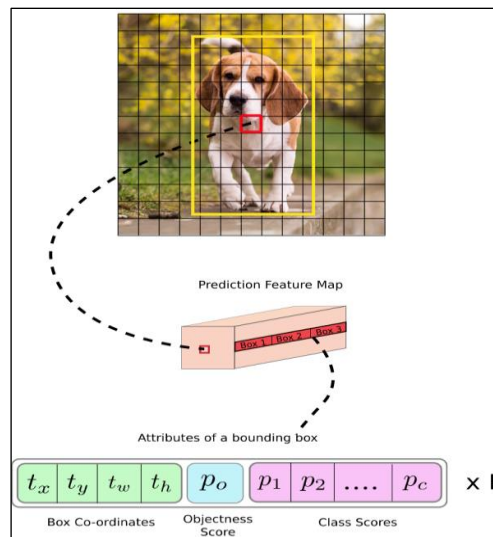 Prediction Feature Map
Box 1 Box 2 Box 3
Attributes of a bounding box
t_x t_y t_w t_h p_o p_1 p_2 .... p_c x
Box Co-ordinates Objectness Score Class Scores